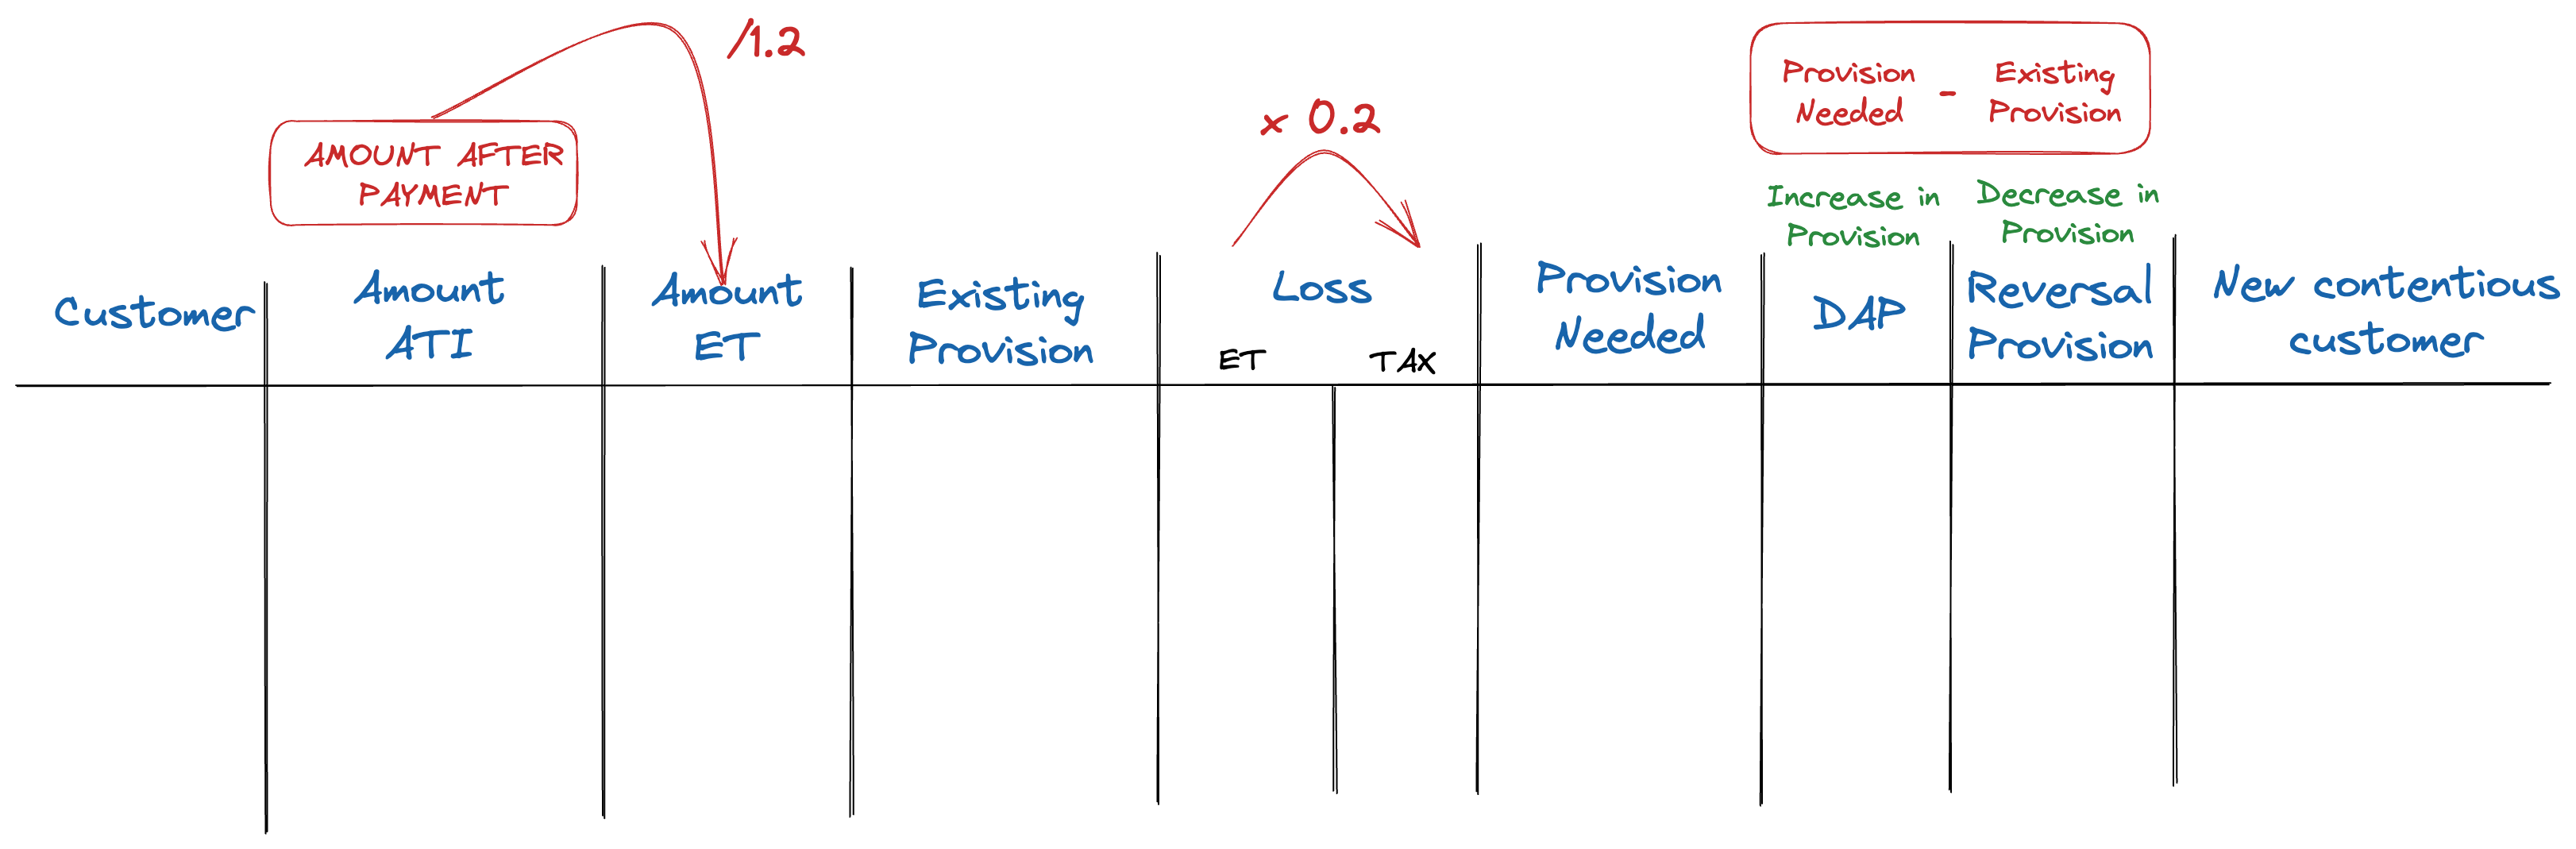 /1.2
AMOUNT AFTER
PAYMENT
x 0.2
Provision
Needed
-
Existing
Provision
Increase in
Provision
Decrease in
Provision
Customer
Amount
ATI
Amount
ET
Existing
Provision
Loss
ET
TAX
Provision
Needed
DAP
Reversal
Provision
New contentious
customer